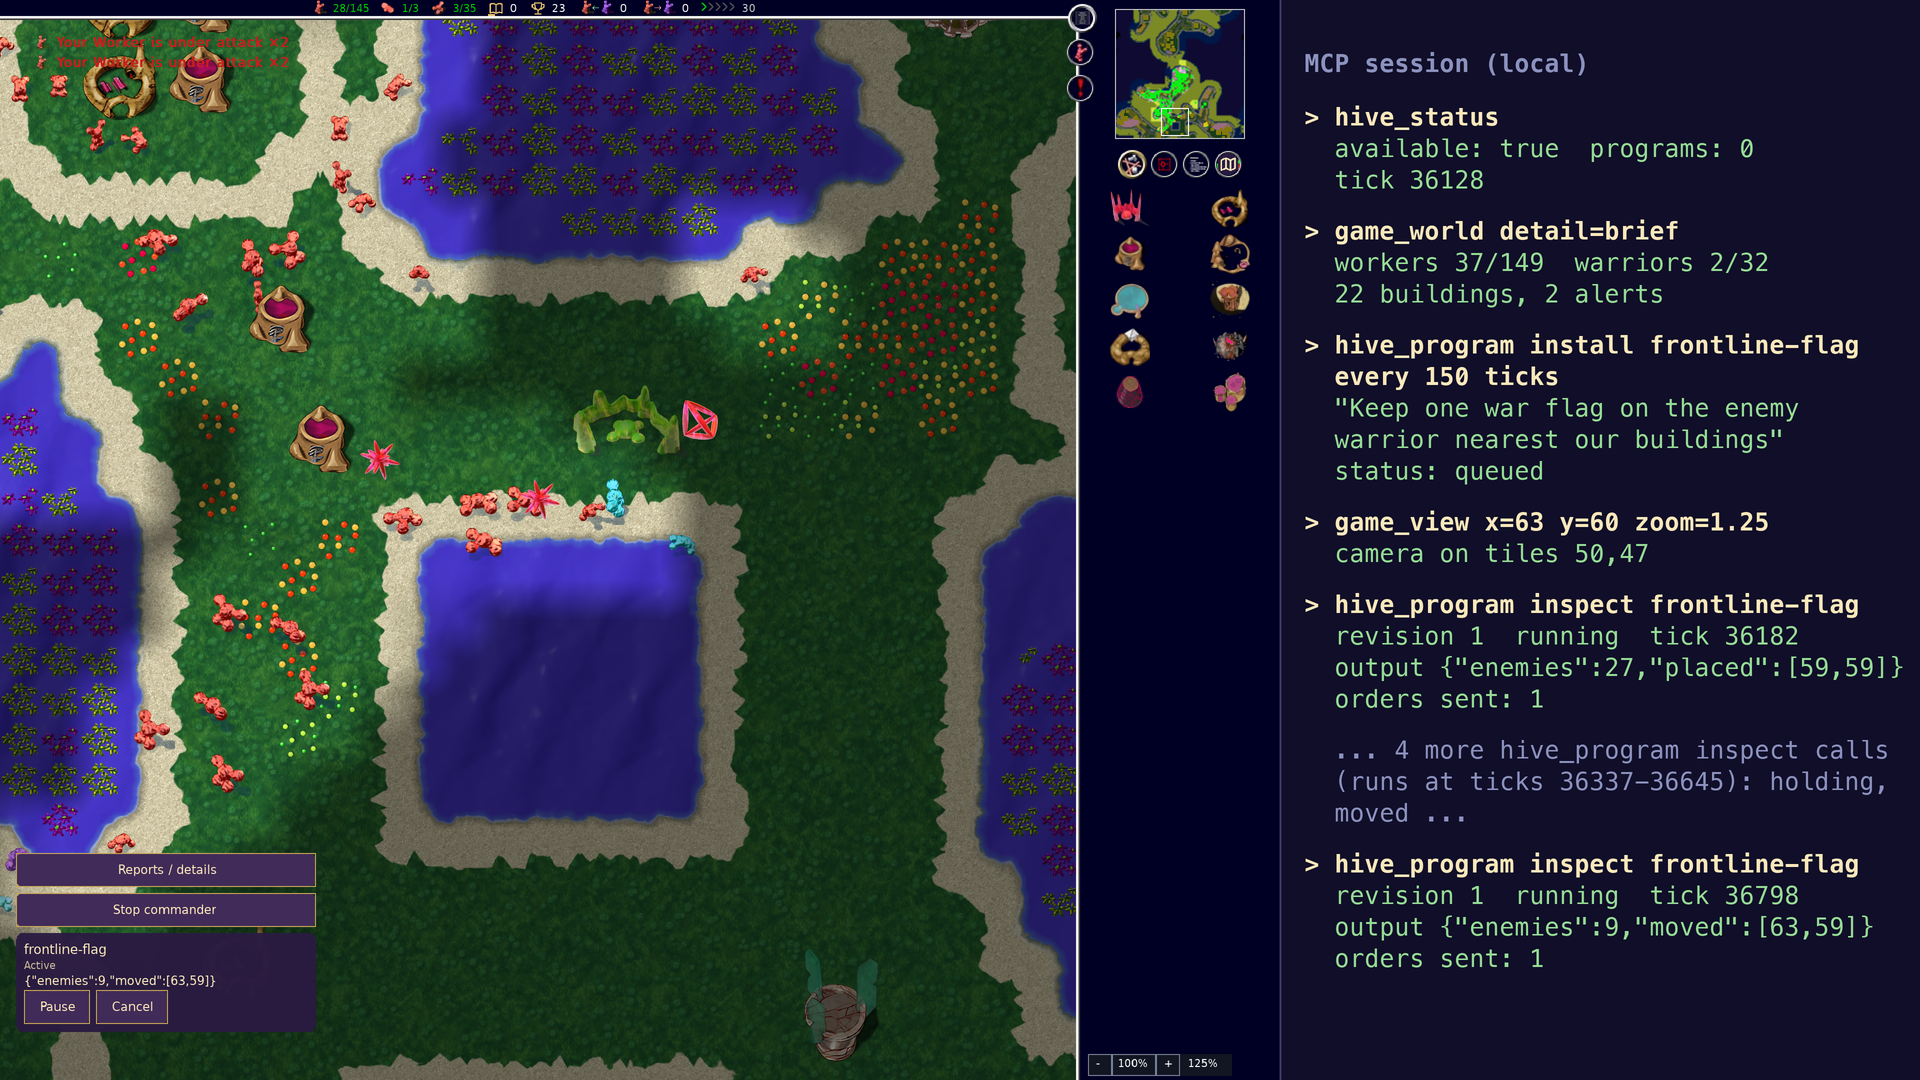 28/145 1/3 3/35 0 23 0 0 30
Your Worker is under attack ×2
Your Worker is under attack ×2
Reports / details
Stop commander
frontline-flag
Active
{"enemies":9,"moved":[63,59]}
Pause Cancel
- 100% + 125%
MCP session (local)
> hive_status
available: true programs: 0
tick 36128
> game_world detail=brief
workers 37/149 warriors 2/32
22 buildings, 2 alerts
> hive_program install frontline-flag
every 150 ticks
"Keep one war flag on the enemy
warrior nearest our buildings"
status: queued
> game_view x=63 y=60 zoom=1.25
camera on tiles 50,47
> hive_program inspect frontline-flag
revision 1 running tick 36182
output {"enemies":27,"placed":[59,59]}
orders sent: 1
... 4 more hive_program inspect calls
(runs at ticks 36337–36645): holding,
moved ...
> hive_program inspect frontline-flag
revision 1 running tick 36798
output {"enemies":9,"moved":[63,59]}
orders sent: 1